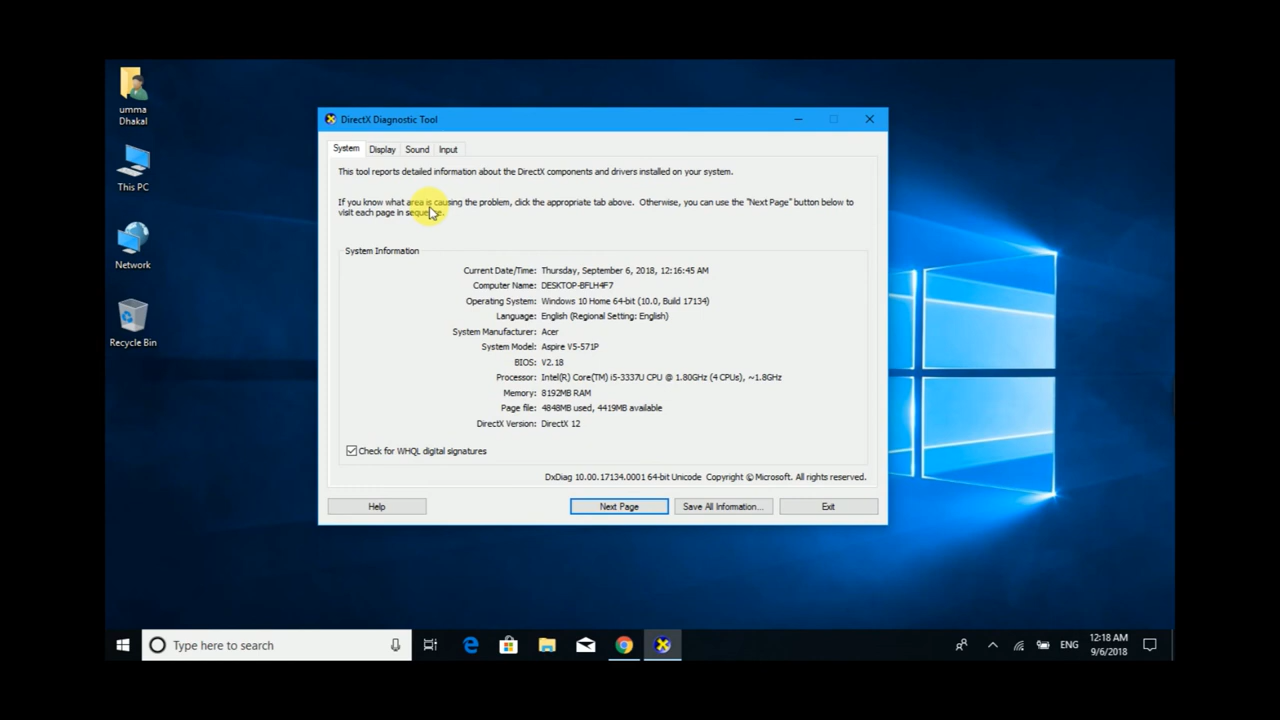 umma
Dhakal
This PC
Network
Recycle Bin
DirectX Diagnostic Tool
System Display Sound Input
This tool reports detailed information about the DirectX components and drivers installed on your system.
If you know what area is causing the problem, click the appropriate tab above. Otherwise, you can use the "Next Page" button below to
visit each page in sequence.
System Information
Current Date/Time: Thursday, September 6, 2018, 12:16:45 AM
Computer Name: DESKTOP-BFLH4F7
Operating System: Windows 10 Home 64-bit (10.0, Build 17134)
Language: English (Regional Setting: English)
System Manufacturer: Acer
System Model: Aspire V5-571P
BIOS: V2.18
Processor: Intel(R) Core(TM) i5-3337U CPU @ 1.80GHz (4 CPUs), ~1.8GHz
Memory: 8192MB RAM
Page file: 4848MB used, 4419MB available
DirectX Version: DirectX 12
Check for WHQL digital signatures
DxDiag 10.00.17134.0001 64-bit Unicode Copyright © Microsoft. All rights reserved.
Help Next Page Save All Information... Exit
Type here to search
ENG
12:18 AM
9/6/2018